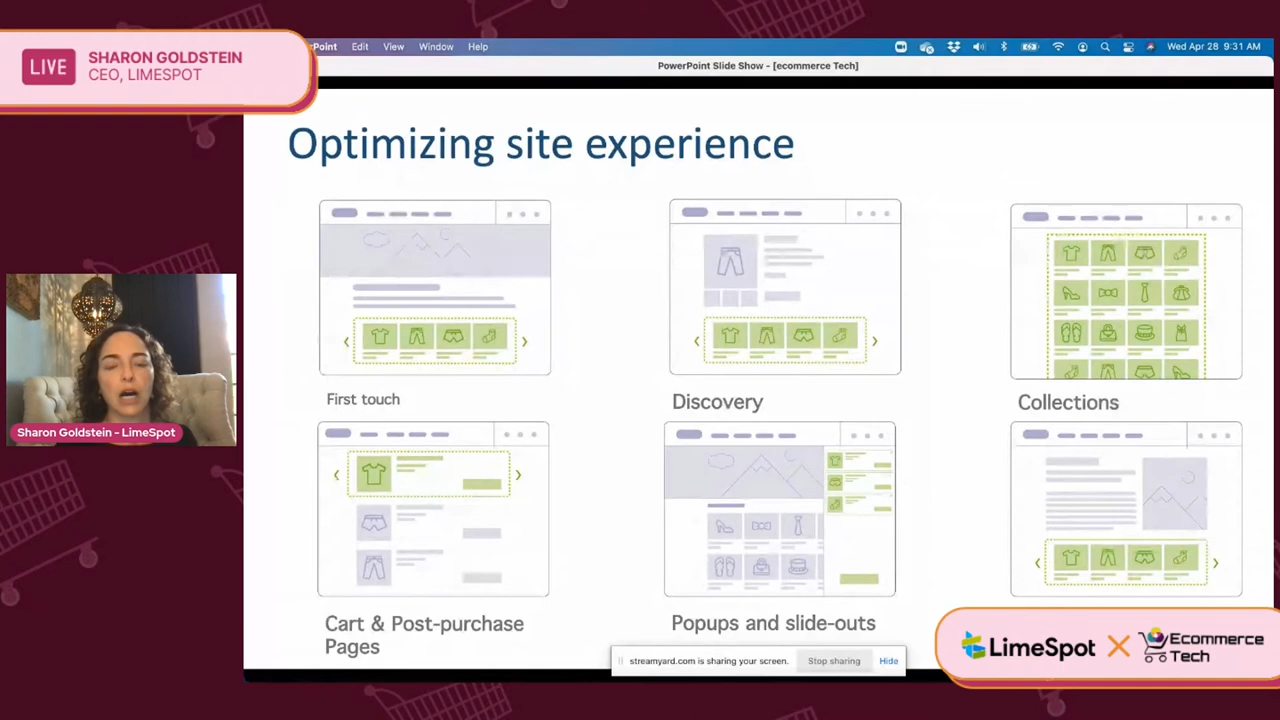 LIVE
SHARON GOLDSTEIN
CEO, LIMESPOT
Point Edit View Window Help
Wed Apr 28 9:31 AM
PowerPoint Slide Show - [ecommerce Tech]
Optimizing site experience
First touch
Discovery
Collections
Cart & Post-purchase
Pages
Popups and slide-outs
Sharon Goldstein - LimeSpot
streamyard.com is sharing your screen. Stop sharing Hide
LimeSpot X Ecommerce
Tech